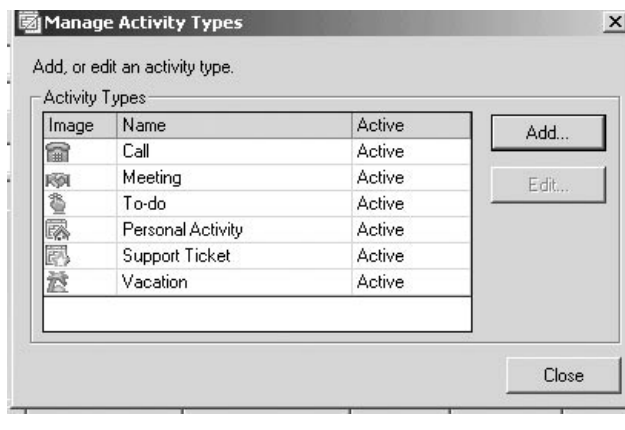 Manage Activity Types
Add, or edit an activity type.
Activity Types
Image Name Active
Call Active
Meeting Active
To-do Active
Personal Activity Active
Support Ticket Active
Vacation Active
Add...
Edit...
Close